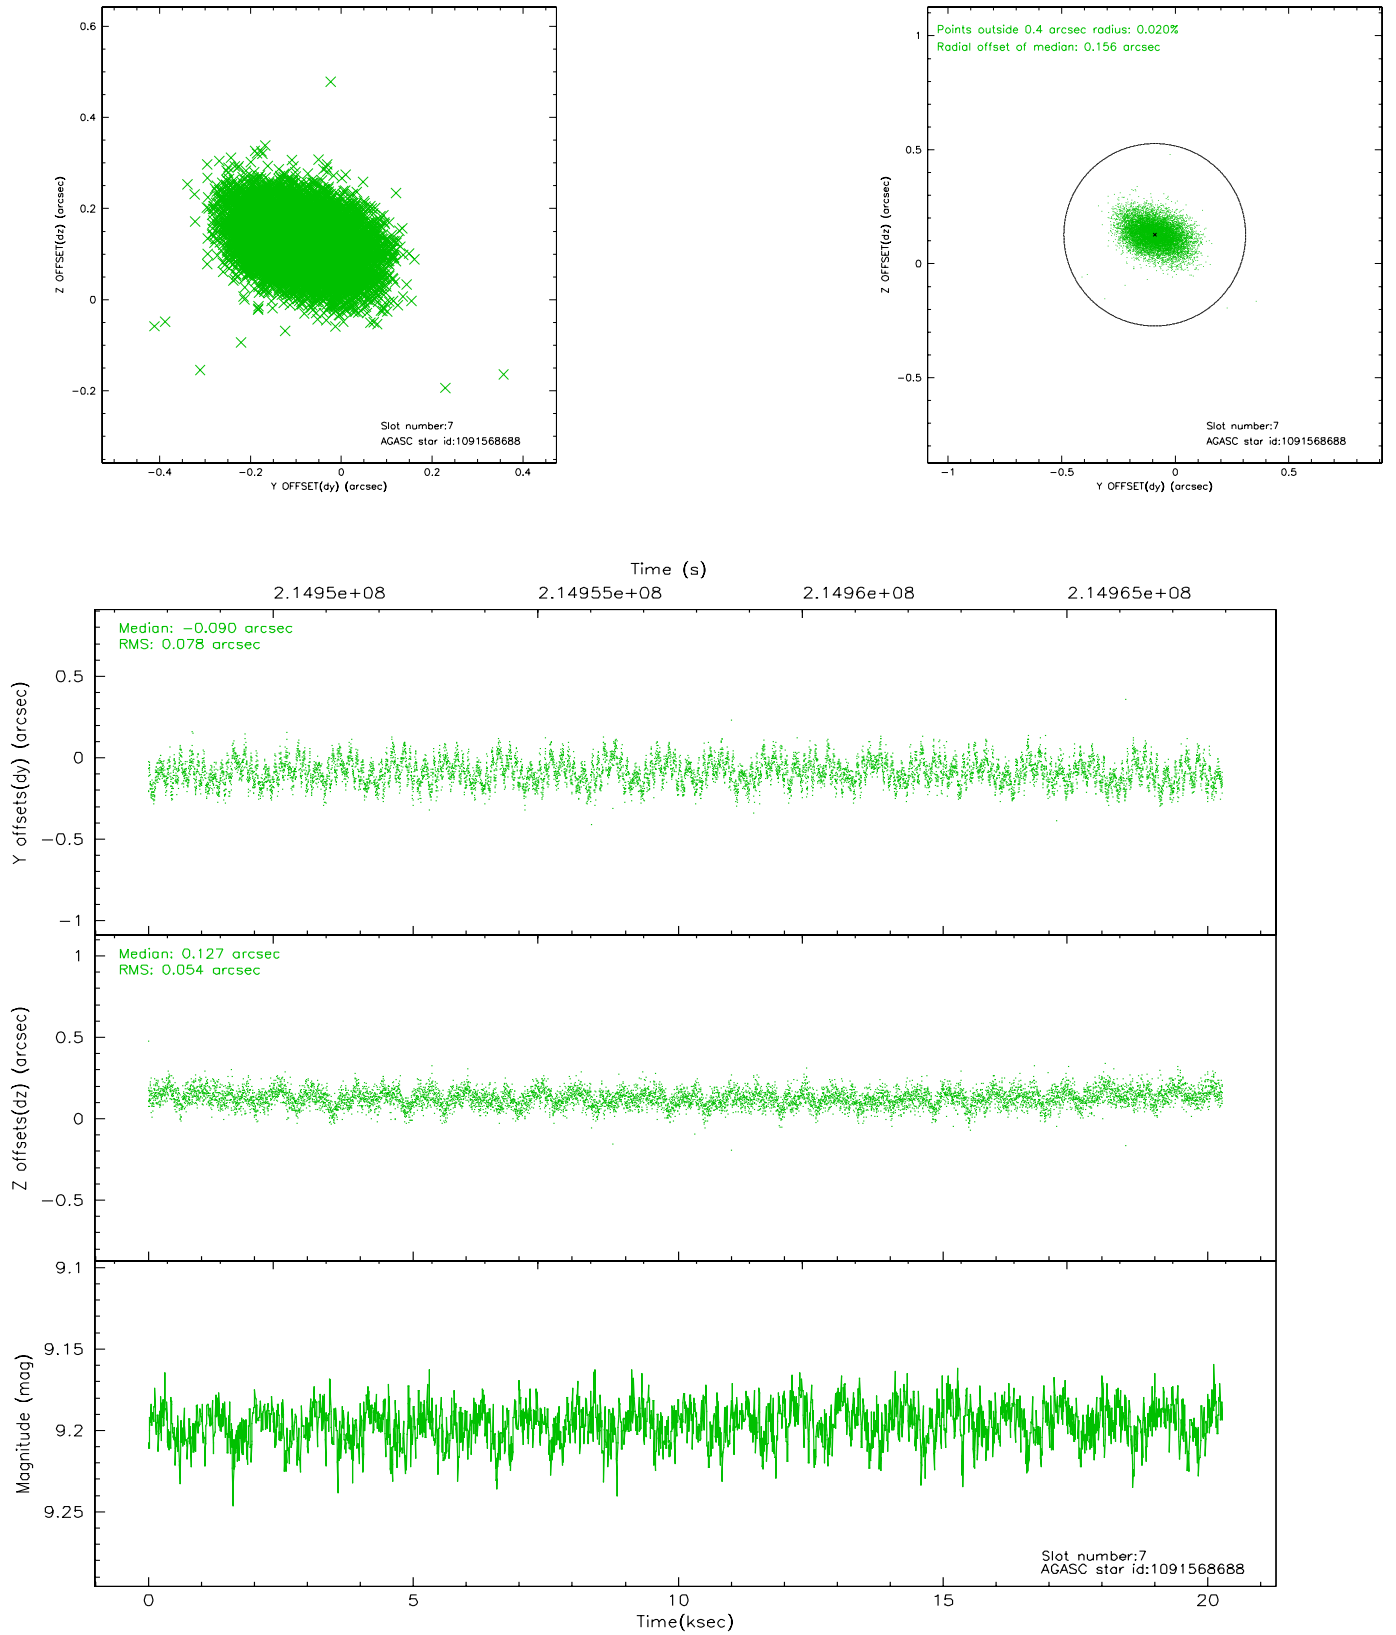 0.6
0.4
0.2
0
−0.2
Z OFFSET(dz) (arcsec)
Slot number:7
AGASC star id:1091568688
−0.4 −0.2 0 0.2 0.4
Y OFFSET(dy) (arcsec)
Points outside 0.4 arcsec radius: 0.020%
Radial offset of median: 0.156 arcsec
1
0.5
0
−0.5
Z OFFSET(dz) (arcsec)
Slot number:7
AGASC star id:1091568688
−1 −0.5 0 0.5
Y OFFSET(dy) (arcsec)
Time (s)
2.1495e+08 2.14955e+08 2.1496e+08 2.14965e+08
Median: −0.090 arcsec
RMS: 0.078 arcsec
0.5
0
−0.5
−1
Y offsets(dy) (arcsec)
Median: 0.127 arcsec
RMS: 0.054 arcsec
1
0.5
0
−0.5
Z offsets(dz) (arcsec)
9.1
9.15
9.2
9.25
Magnitude (mag)
Slot number:7
AGASC star id:1091568688
0 5 10 15 20
Time(ksec)